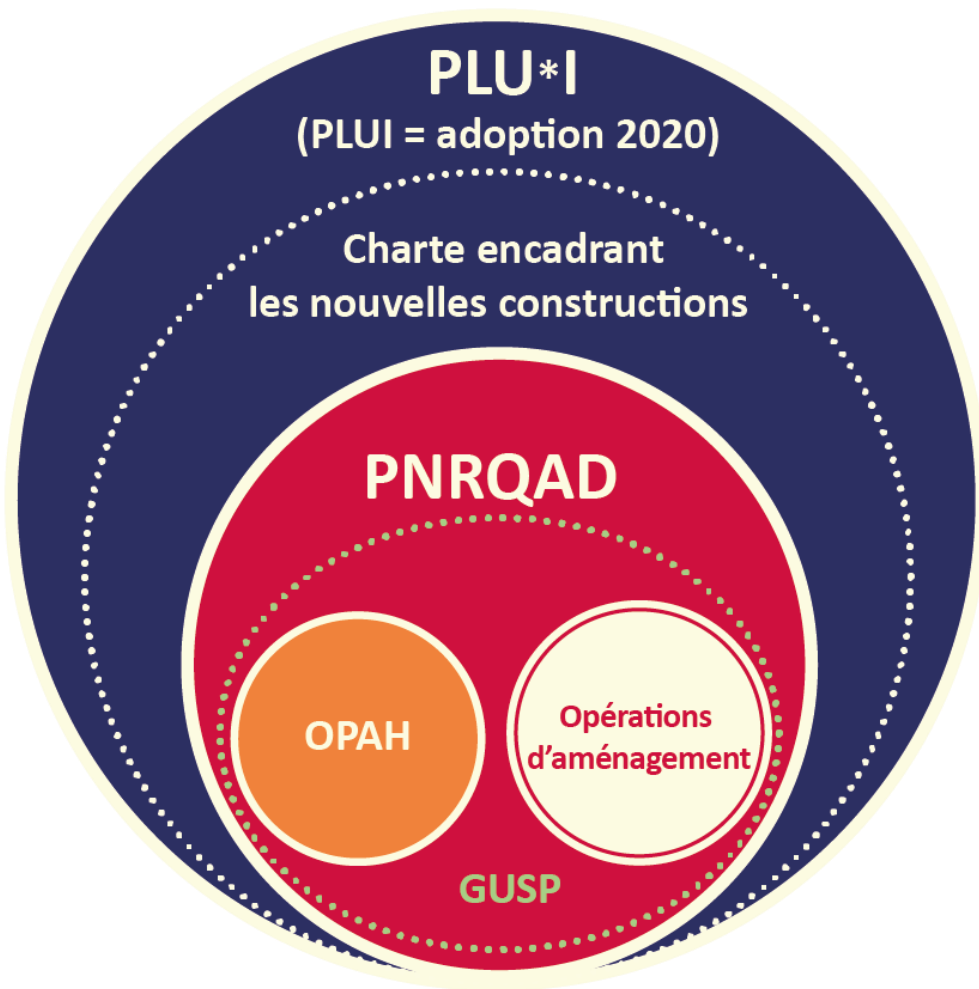 PLU*I
(PLUI = adoption 2020)
Charte encadrant
les nouvelles constructions
PNRQAD
OPAH
Opérations
d’aménagement
GUSP